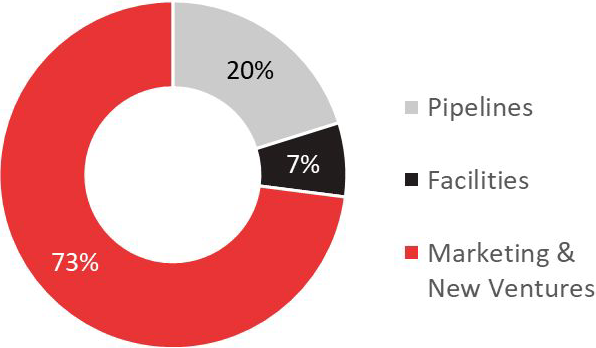 20%
Pipelines
7%
Facilities
73%
Marketing &
New Ventures